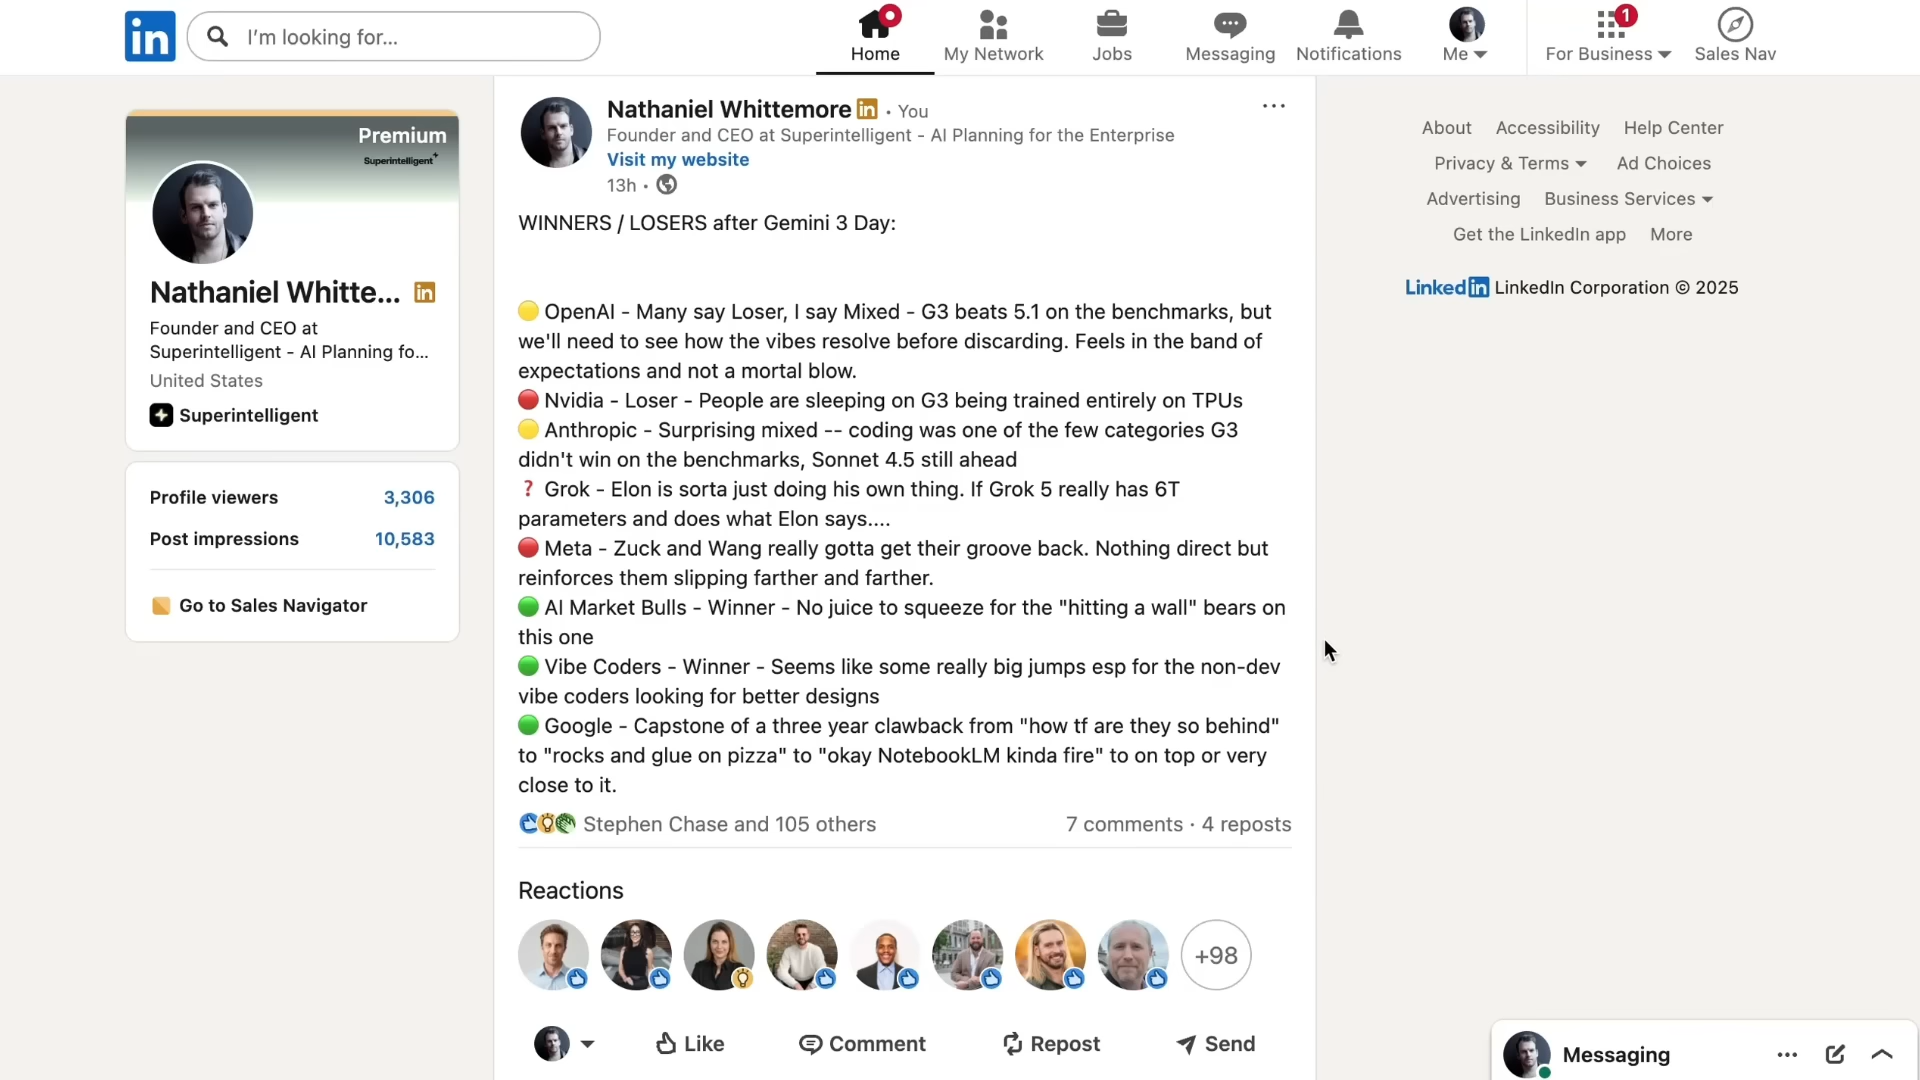 in
I'm looking for...
Home
My Network
Jobs
Messaging
Notifications
Me
1
For Business
Sales Nav
Premium
Superintelligent+
Nathaniel Whitte... in
Founder and CEO at
Superintelligent - AI Planning fo...
United States
Superintelligent
Profile viewers 3,306
Post impressions 10,583
Go to Sales Navigator
Nathaniel Whittemore in • You
Founder and CEO at Superintelligent - AI Planning for the Enterprise
Visit my website
13h •
WINNERS / LOSERS after Gemini 3 Day:
🟡 OpenAI - Many say Loser, I say Mixed - G3 beats 5.1 on the benchmarks, but
we'll need to see how the vibes resolve before discarding. Feels in the band of
expectations and not a mortal blow.
🔴 Nvidia - Loser - People are sleeping on G3 being trained entirely on TPUs
🟡 Anthropic - Surprising mixed -- coding was one of the few categories G3
didn't win on the benchmarks, Sonnet 4.5 still ahead
❓ Grok - Elon is sorta just doing his own thing. If Grok 5 really has 6T
parameters and does what Elon says....
🔴 Meta - Zuck and Wang really gotta get their groove back. Nothing direct but
reinforces them slipping farther and farther.
🟢 AI Market Bulls - Winner - No juice to squeeze for the "hitting a wall" bears on
this one
🟢 Vibe Coders - Winner - Seems like some really big jumps esp for the non-dev
vibe coders looking for better designs
🟢 Google - Capstone of a three year clawback from "how tf are they so behind"
to "rocks and glue on pizza" to "okay NotebookLM kinda fire" to on top or very
close to it.
Stephen Chase and 105 others
7 comments • 4 reposts
Reactions
+98
Like
Comment
Repost
Send
About Accessibility Help Center
Privacy & Terms Ad Choices
Advertising Business Services
Get the LinkedIn app More
LinkedIn LinkedIn Corporation © 2025
Messaging